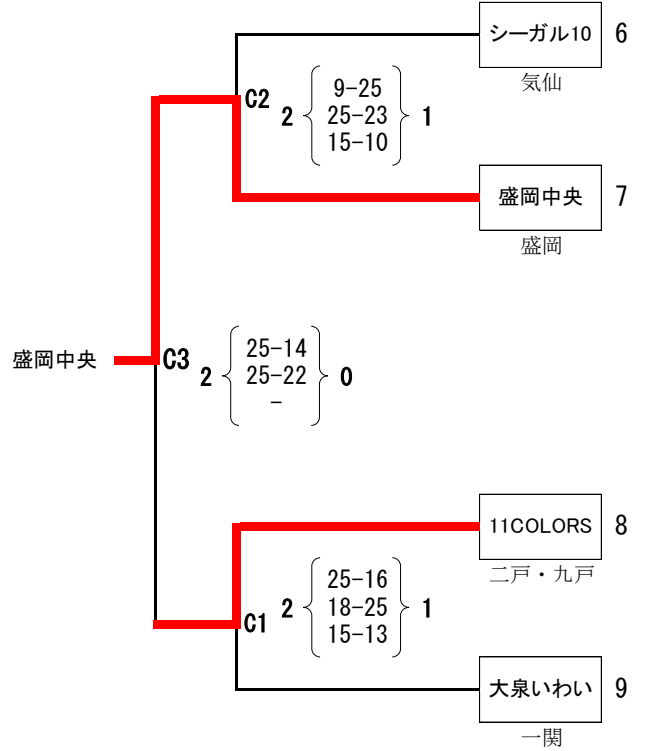 シーガル10 6
気仙
C2 2 9-25 1
25-23
15-10
盛岡中央 7
盛岡
盛岡中央 C3 2 25-14 0
25-22
-
11COLORS 8
二戸・九戸
C1 2 25-16 1
18-25
15-13
大泉いわい 9
一関